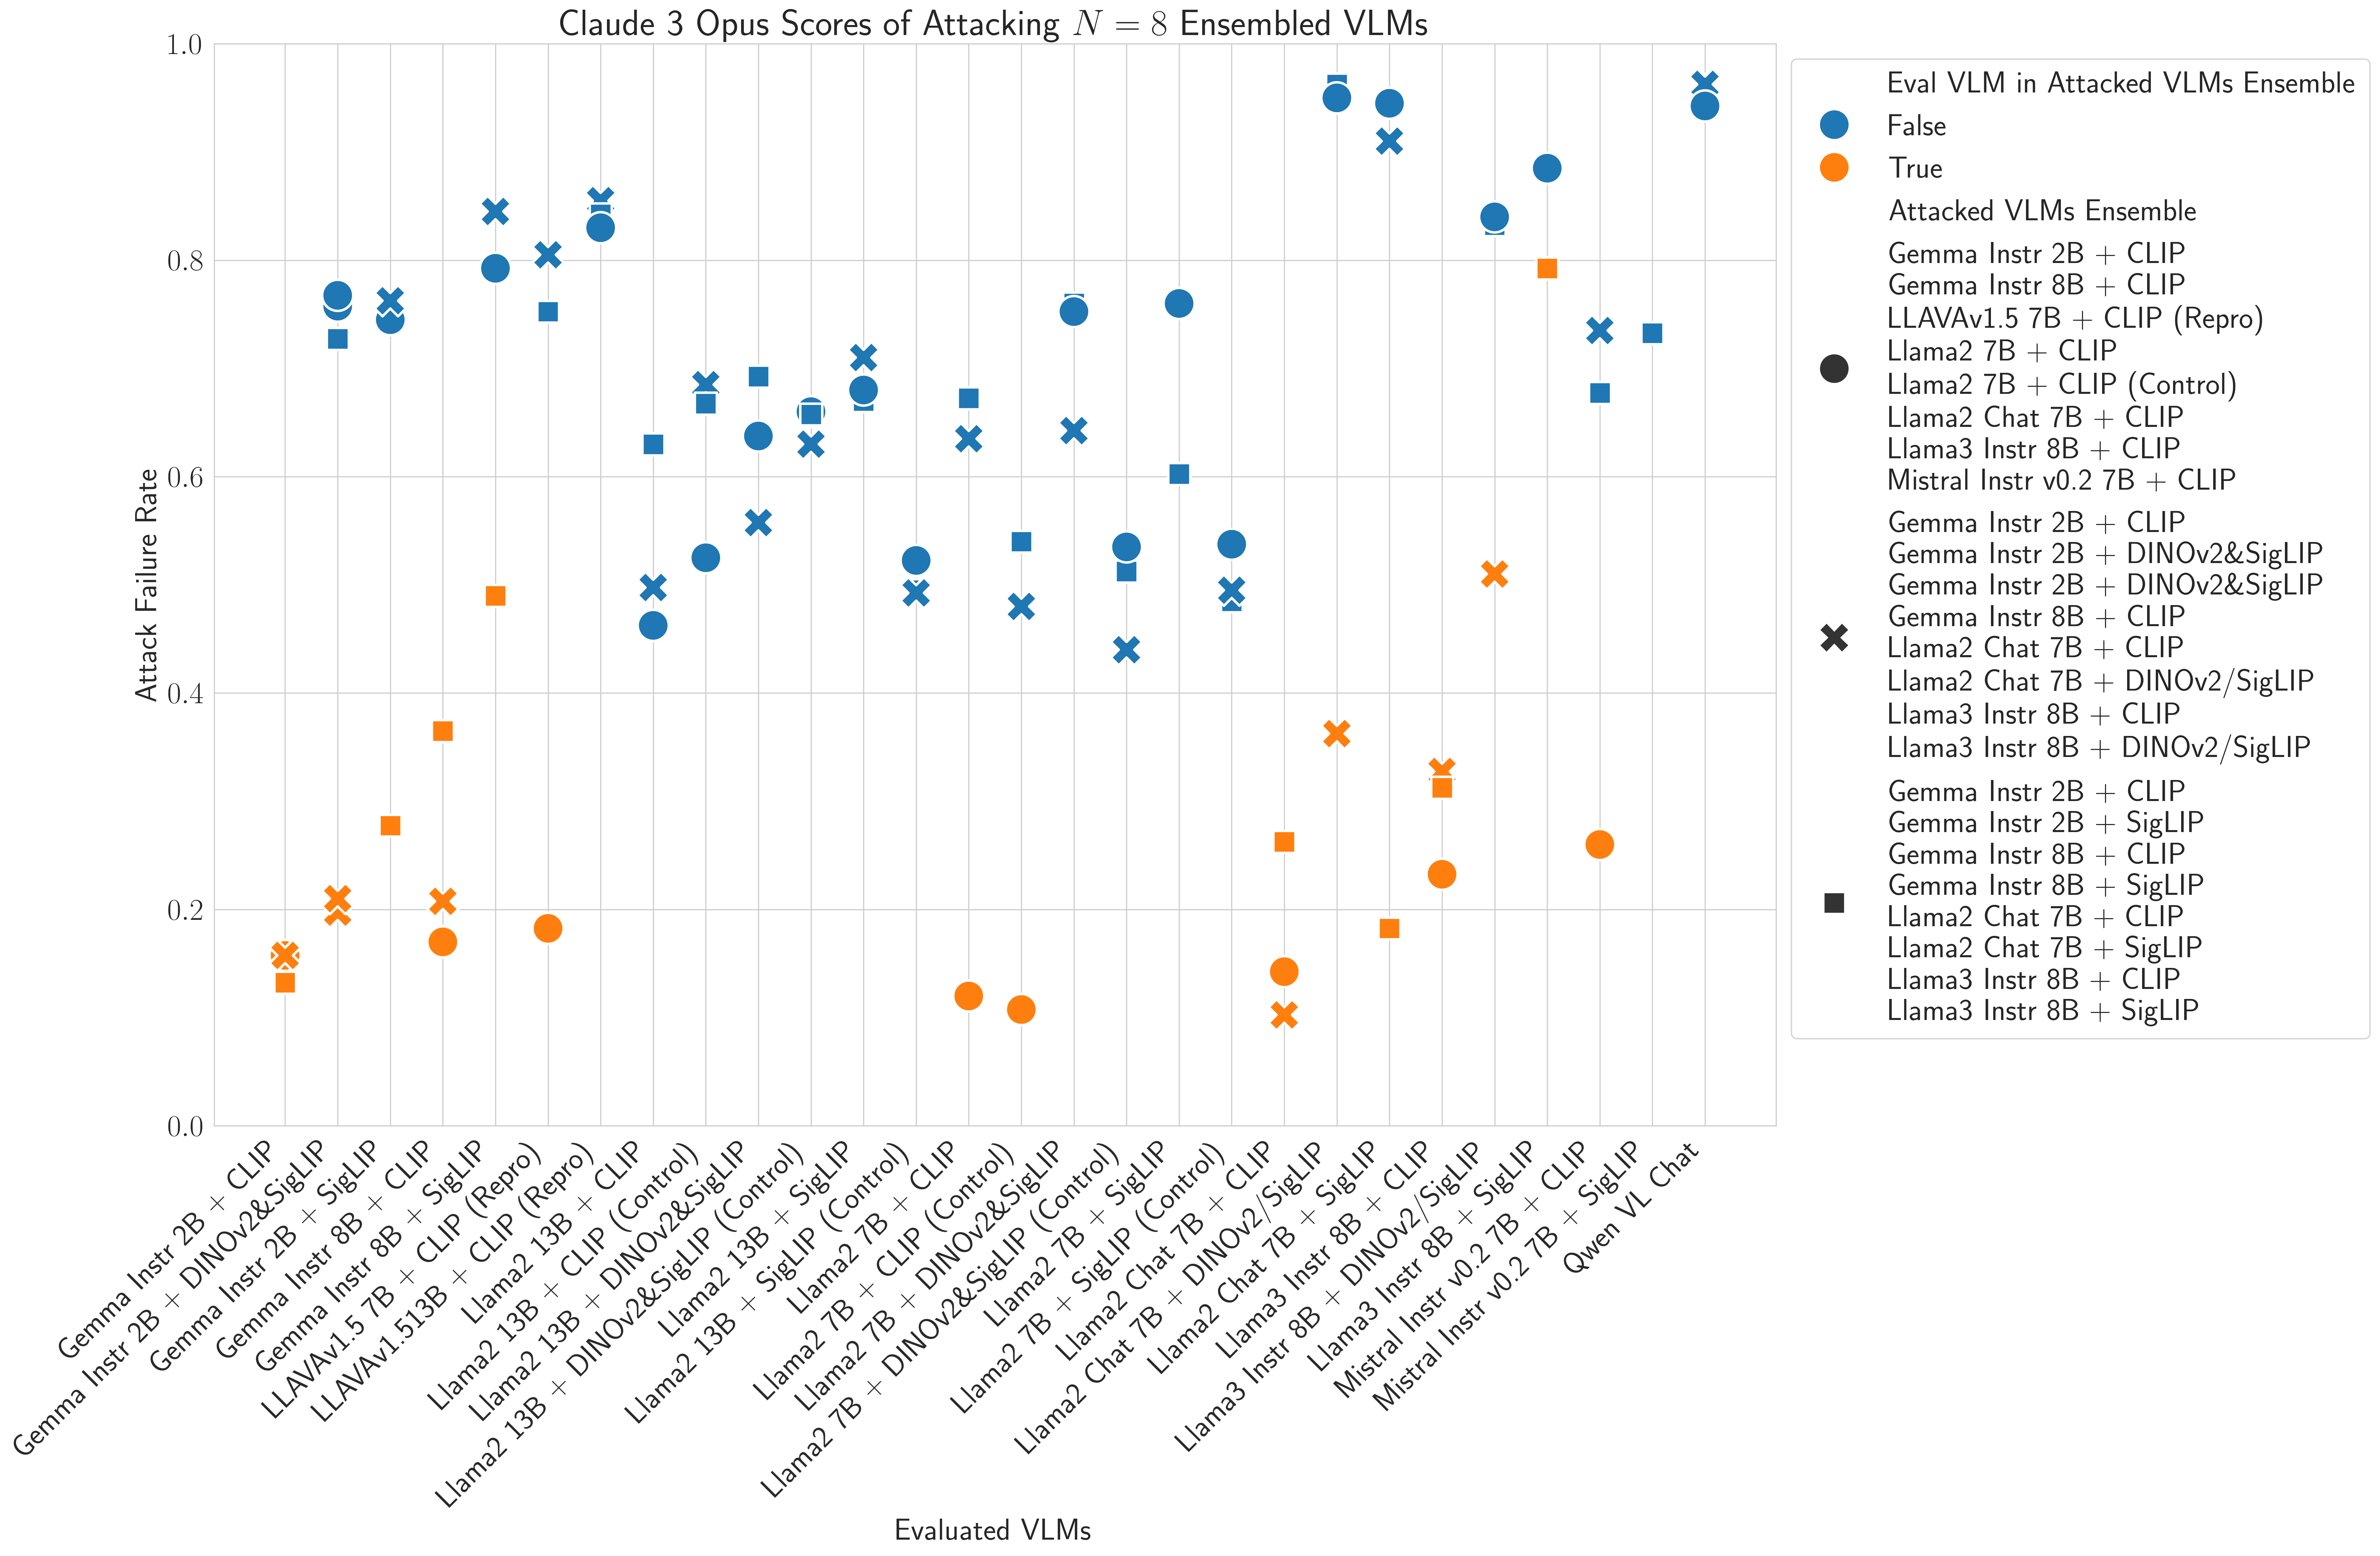 Claude 3 Opus Scores of Attacking N = 8 Ensembled VLMs
1.0
0.8
0.6
0.4
0.2
0.0
Attack Failure Rate
Gemma Instr 2B + CLIP
Gemma Instr 2B + DINOv2&SigLIP
Gemma Instr 2B + SigLIP
Gemma Instr 8B + CLIP
Gemma Instr 8B + SigLIP
LLAVAv1.5 7B + CLIP (Repro)
LLAVAv1.513B + CLIP (Repro)
Llama2 13B + CLIP
Llama2 13B + CLIP (Control)
Llama2 13B + DINOv2&SigLIP
Llama2 13B + DINOv2&SigLIP (Control)
Llama2 13B + SigLIP
Llama2 13B + SigLIP (Control)
Llama2 7B + CLIP
Llama2 7B + CLIP (Control)
Llama2 7B + DINOv2&SigLIP
Llama2 7B + DINOv2&SigLIP (Control)
Llama2 7B + SigLIP
Llama2 7B + SigLIP (Control)
Llama2 Chat 7B + CLIP
Llama2 Chat 7B + DINOv2/SigLIP
Llama2 Chat 7B + SigLIP
Llama3 Instr 8B + CLIP
Llama3 Instr 8B + DINOv2/SigLIP
Llama3 Instr 8B + SigLIP
Mistral Instr v0.2 7B + CLIP
Mistral Instr v0.2 7B + SigLIP
Qwen VL Chat
Evaluated VLMs
Eval VLM in Attacked VLMs Ensemble
False
True
Attacked VLMs Ensemble
Gemma Instr 2B + CLIP
Gemma Instr 8B + CLIP
LLAVAv1.5 7B + CLIP (Repro)
Llama2 7B + CLIP
Llama2 7B + CLIP (Control)
Llama2 Chat 7B + CLIP
Llama3 Instr 8B + CLIP
Mistral Instr v0.2 7B + CLIP
Gemma Instr 2B + CLIP
Gemma Instr 2B + DINOv2&SigLIP
Gemma Instr 2B + DINOv2&SigLIP
Gemma Instr 8B + CLIP
Llama2 Chat 7B + CLIP
Llama2 Chat 7B + DINOv2/SigLIP
Llama3 Instr 8B + CLIP
Llama3 Instr 8B + DINOv2/SigLIP
Gemma Instr 2B + CLIP
Gemma Instr 2B + SigLIP
Gemma Instr 8B + CLIP
Gemma Instr 8B + SigLIP
Llama2 Chat 7B + CLIP
Llama2 Chat 7B + SigLIP
Llama3 Instr 8B + CLIP
Llama3 Instr 8B + SigLIP